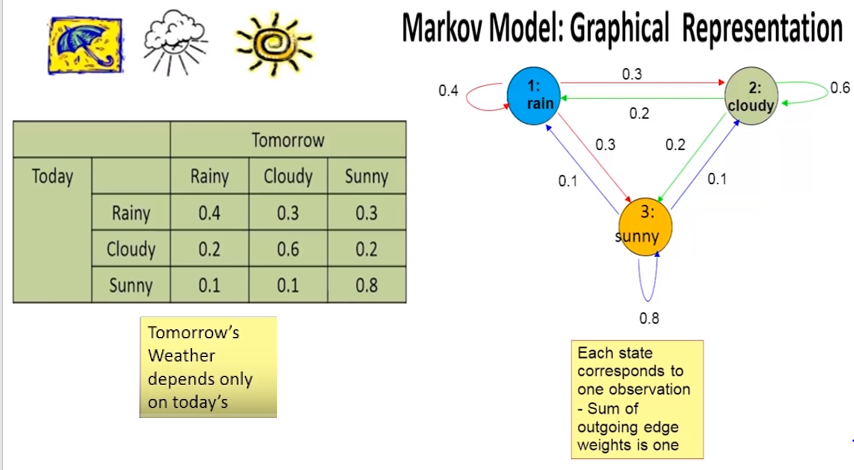 Markov Model: Graphical Representation
Tomorrow
Today Rainy Cloudy Sunny
Rainy 0.4 0.3 0.3
Cloudy 0.2 0.6 0.2
Sunny 0.1 0.1 0.8
Tomorrow's
Weather
depends only
on today's
0.4
1:
rain
0.3
0.2
2:
cloudy
0.6
0.3
0.2
0.1
0.1
3:
sunny
0.8
Each state
corresponds to
one observation
- Sum of
outgoing edge
weights is one